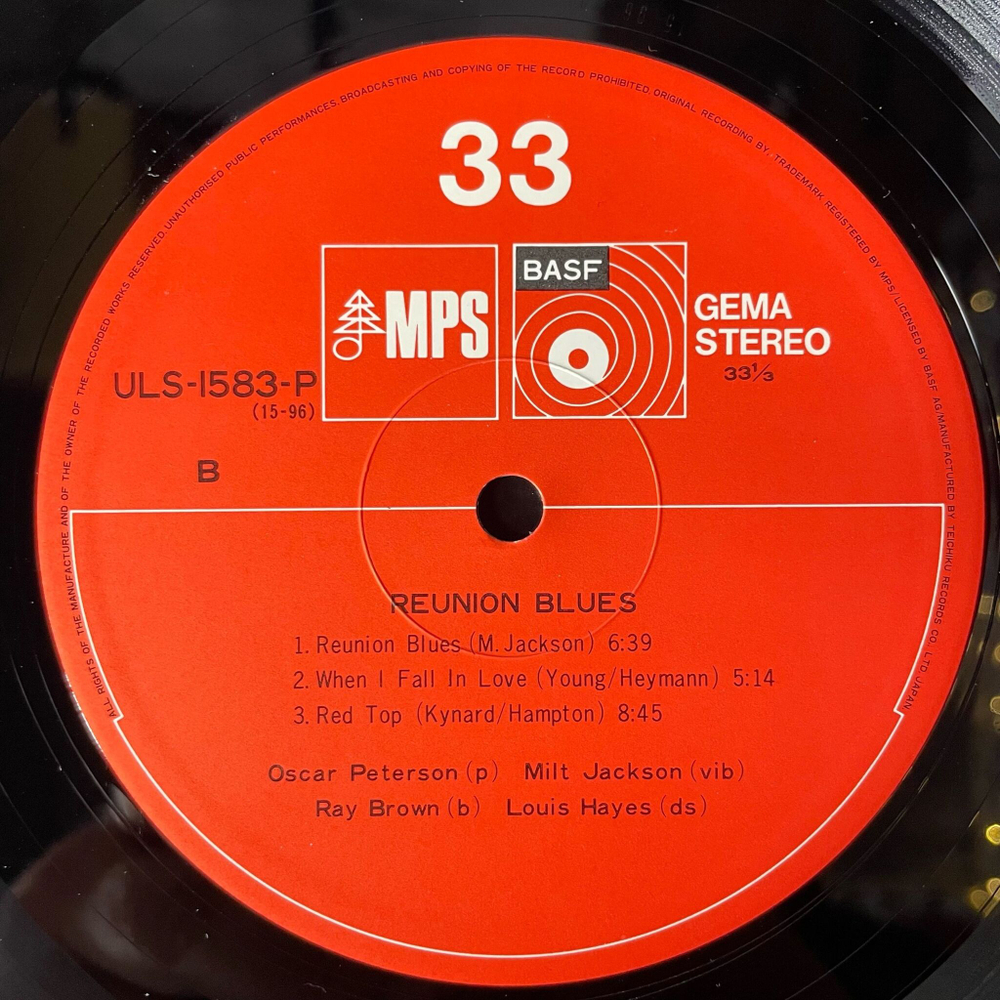 ALL RIGHTS OF THE MANUFACTURE AND OF THE OWNER OF THE RECORDED WORKS RESERVED. UNAUTHORISED PUBLIC PERFORMANCES. BROADCASTING AND COPYING OF THE RECORD PROHIBITED. ORIGINAL RECORDING BY, TRADEMARK REGISTERED BY MPS/LICENSED BY BASF AG/MANUFACTURED BY TEICHIKU RECORDS CO. LTD JAPAN
33
MPS
BASF
GEMA
STEREO
33⅓
ULS-1583-P
(15-96)
B
REUNION BLUES
1. Reunion Blues (M. Jackson) 6:39
2. When I Fall In Love (Young/Heymann) 5:14
3. Red Top (Kynard/Hampton) 8:45
Oscar Peterson (p) Milt Jackson (vib)
Ray Brown (b) Louis Hayes (ds)